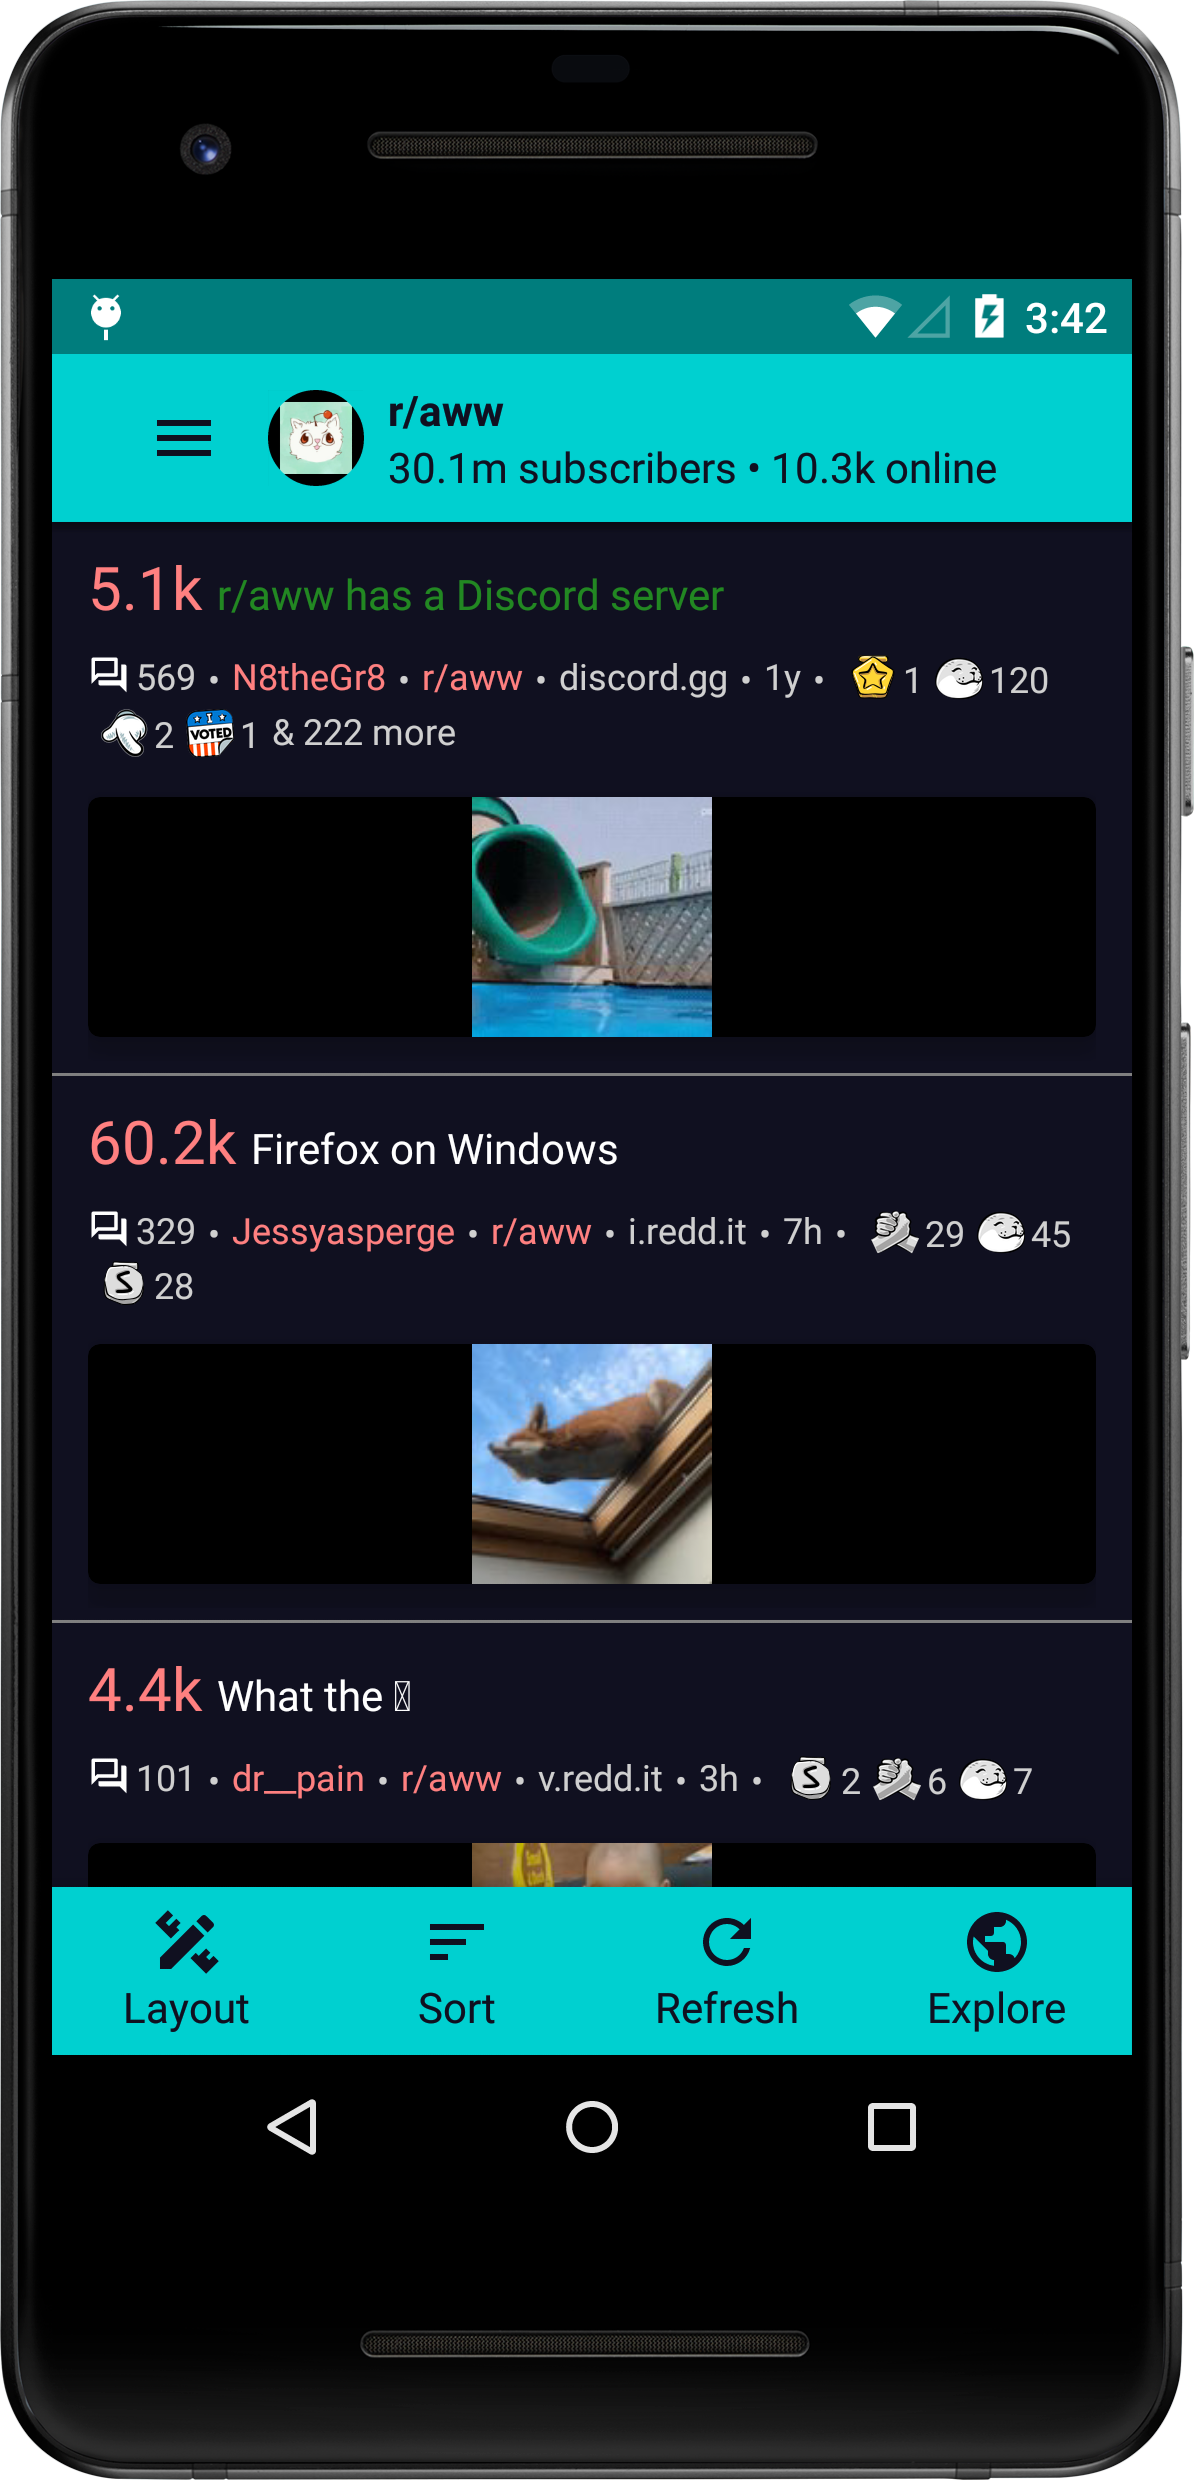 3:42
r/aww
30.1m subscribers • 10.3k online
5.1k r/aww has a Discord server
569 • N8theGr8 • r/aww • discord.gg • 1y • 1 120
2 I VOTED 1 & 222 more
60.2k Firefox on Windows
329 • Jessyasperge • r/aww • i.redd.it • 7h • 29 45
S 28
4.4k What the
101 • dr__pain • r/aww • v.redd.it • 3h • S 2 6 7
Layout Sort Refresh Explore